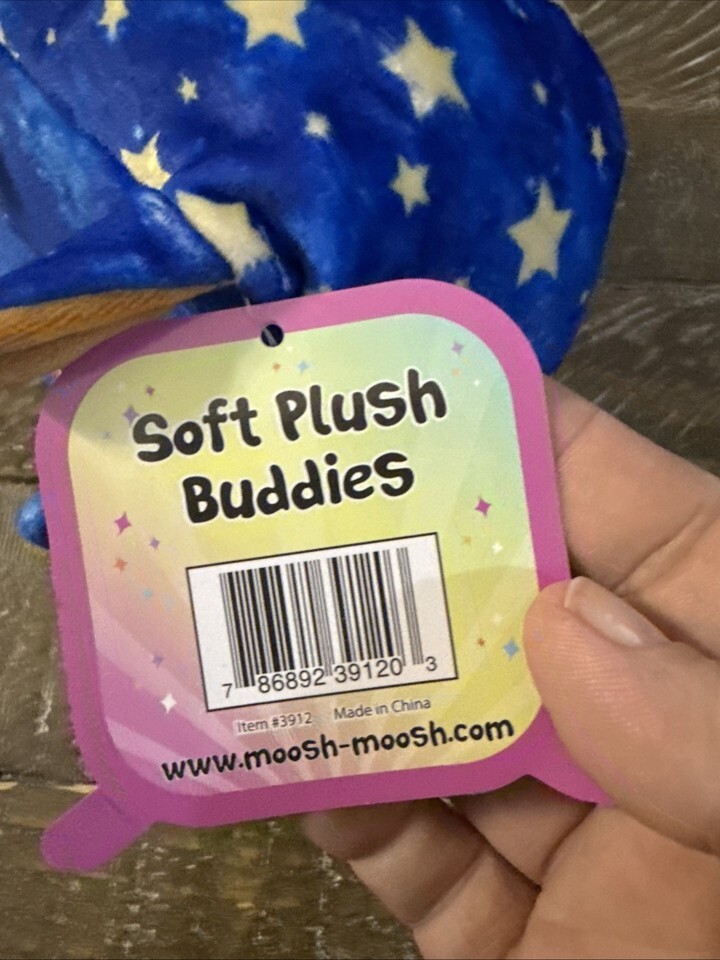 Soft Plush
Buddies
7 86892 39120 3
Item #3912 Made in China
www.moosh-moosh.com